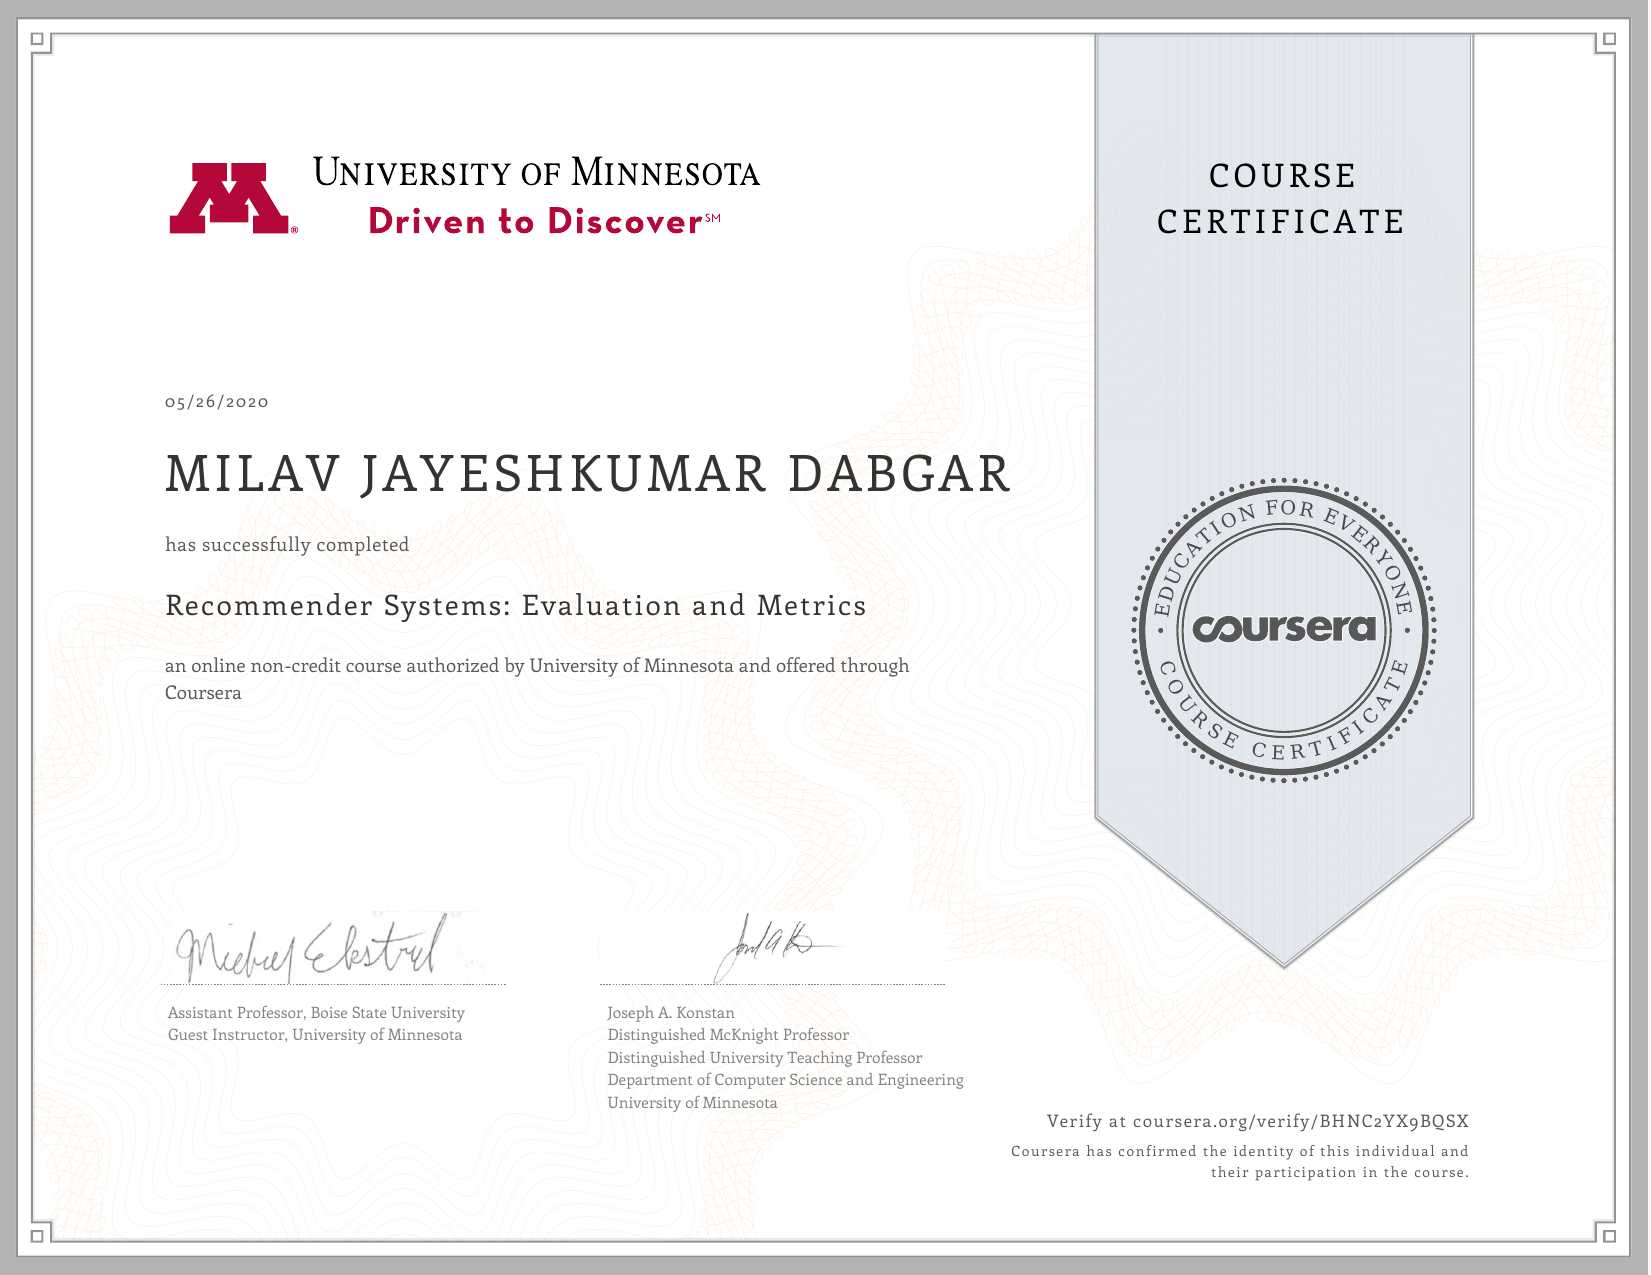 UNIVERSITY OF MINNESOTA
Driven to Discover℠
®
COURSE
CERTIFICATE
05/26/2020
MILAV JAYESHKUMAR DABGAR
has successfully completed
Recommender Systems: Evaluation and Metrics
an online non-credit course authorized by University of Minnesota and offered through
Coursera
EDUCATION FOR EVERYONE
coursera
COURSE CERTIFICATE
Michael Ekstrand
Assistant Professor, Boise State University
Guest Instructor, University of Minnesota
Joseph A. Konstan
Distinguished McKnight Professor
Distinguished University Teaching Professor
Department of Computer Science and Engineering
University of Minnesota
Verify at coursera.org/verify/BHNC2YX9BQSX
Coursera has confirmed the identity of this individual and
their participation in the course.